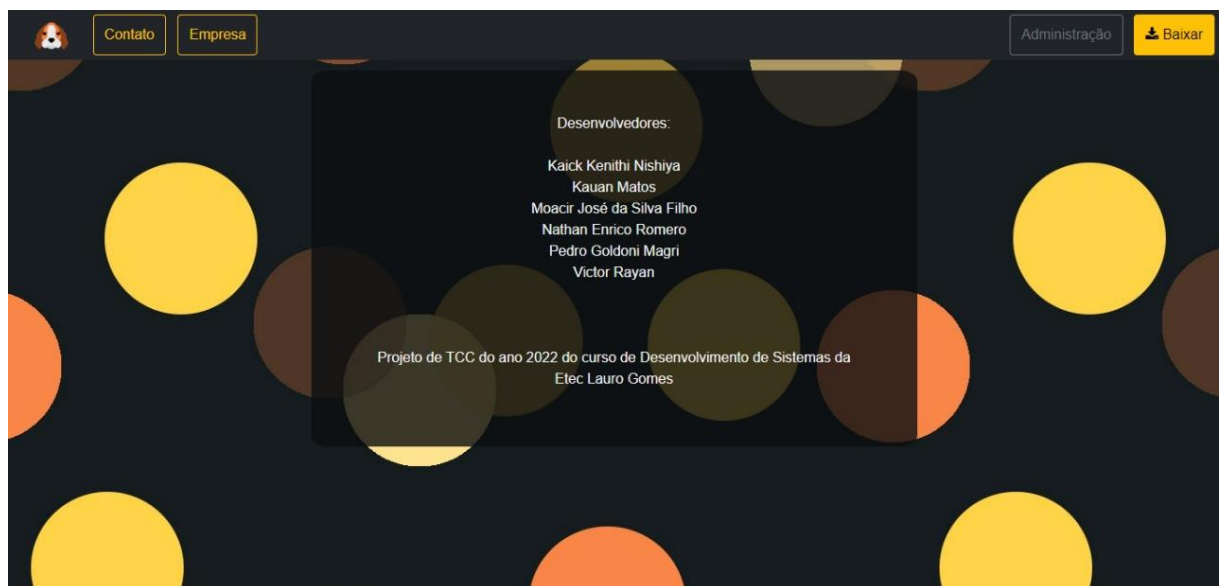 Contato
Empresa
Administração
Baixar
Desenvolvedores:
Kaick Kenithi Nishiya
Kauan Matos
Moacir José da Silva Filho
Nathan Enrico Romero
Pedro Goldoni Magri
Victor Rayan
Projeto de TCC do ano 2022 do curso de Desenvolvimento de Sistemas da
Etec Lauro Gomes